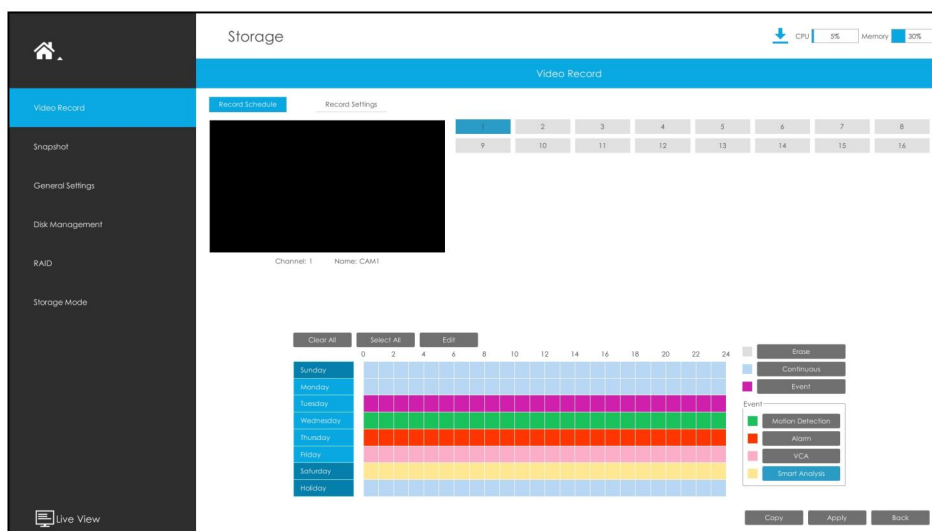 Storage
CPU 5% Memory 30%
Video Record
Video Record
Snapshot
General Settings
Disk Management
RAID
Storage Mode
Live View
Record Schedule Record Settings
1 2 3 4 5 6 7 8
9 10 11 12 13 14 15 16
Channel: 1 Name: CAM1
Clear All Select All Edit
0 2 4 6 8 10 12 14 16 18 20 22 24
Sunday
Monday
Tuesday
Wednesday
Thursday
Friday
Saturday
Holiday
Erase
Continuous
Event
Event
Motion Detection
Alarm
VCA
Smart Analysis
Copy Apply Back